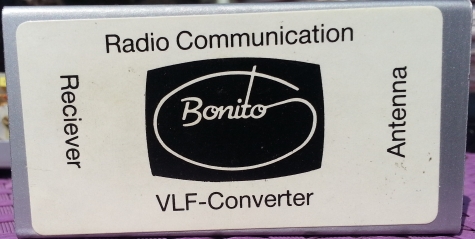 Radio Communication
Reciever
Bonito
Antenna
VLF-Converter